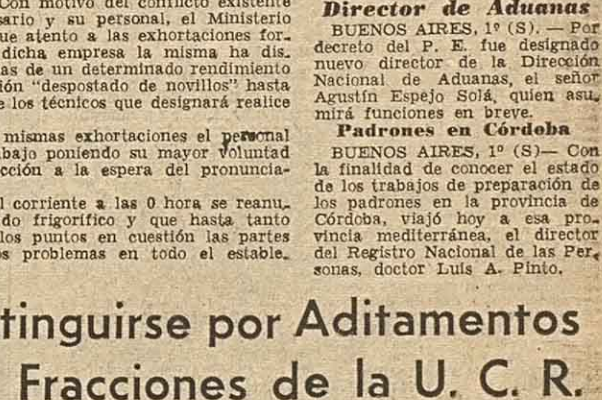 Con motivo del conflicto existente
sario y su personal, el Ministerio
que atento a las exhortaciones for-
dicha empresa la misma ha dis-
as de un determinado rendimiento
ión "despostado de novillos" hasta
e los técnicos que designará realice
mismas exhortaciones el personal
abajo poniendo su mayor voluntad
cción a la espera del pronuncia-
l corriente a las 0 hora se reanu-
do frigorífico y que hasta tanto
los puntos en cuestión las partes
os problemas en todo el estable-
Director de Aduanas
BUENOS AIRES, 1º (S). — Por
decreto del P. E. fue designado
nuevo director de la Dirección
Nacional de Aduanas, el señor
Agustín Espejo Solá, quien asu-
mirá funciones en breve.
Padrones en Córdoba
BUENOS AIRES, 1º (S)— Con
la finalidad de conocer el estado
de los trabajos de preparación de
los padrones en la provincia de
Córdoba, viajó hoy a esa pro-
vincia mediterránea, el director
del Registro Nacional de las Per-
sonas, doctor Luis A. Pinto.
tinguirse por Aditamentos
Fracciones de la U. C. R.